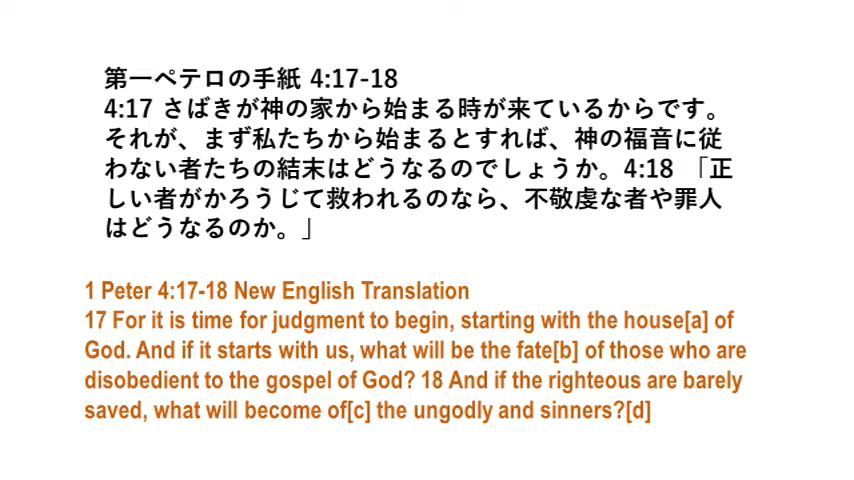 第一ペテロの手紙 4:17-18
4:17 さばきが神の家から始まる時が来ているからです。
それが、まず私たちから始まるとすれば、神の福音に従
わない者たちの結末はどうなるのでしょうか。4:18 「正
しい者がかろうじて救われるのなら、不敬虔な者や罪人
はどうなるのか。」
1 Peter 4:17-18 New English Translation
17 For it is time for judgment to begin, starting with the house[a] of
God. And if it starts with us, what will be the fate[b] of those who are
disobedient to the gospel of God? 18 And if the righteous are barely
saved, what will become of[c] the ungodly and sinners?[d]